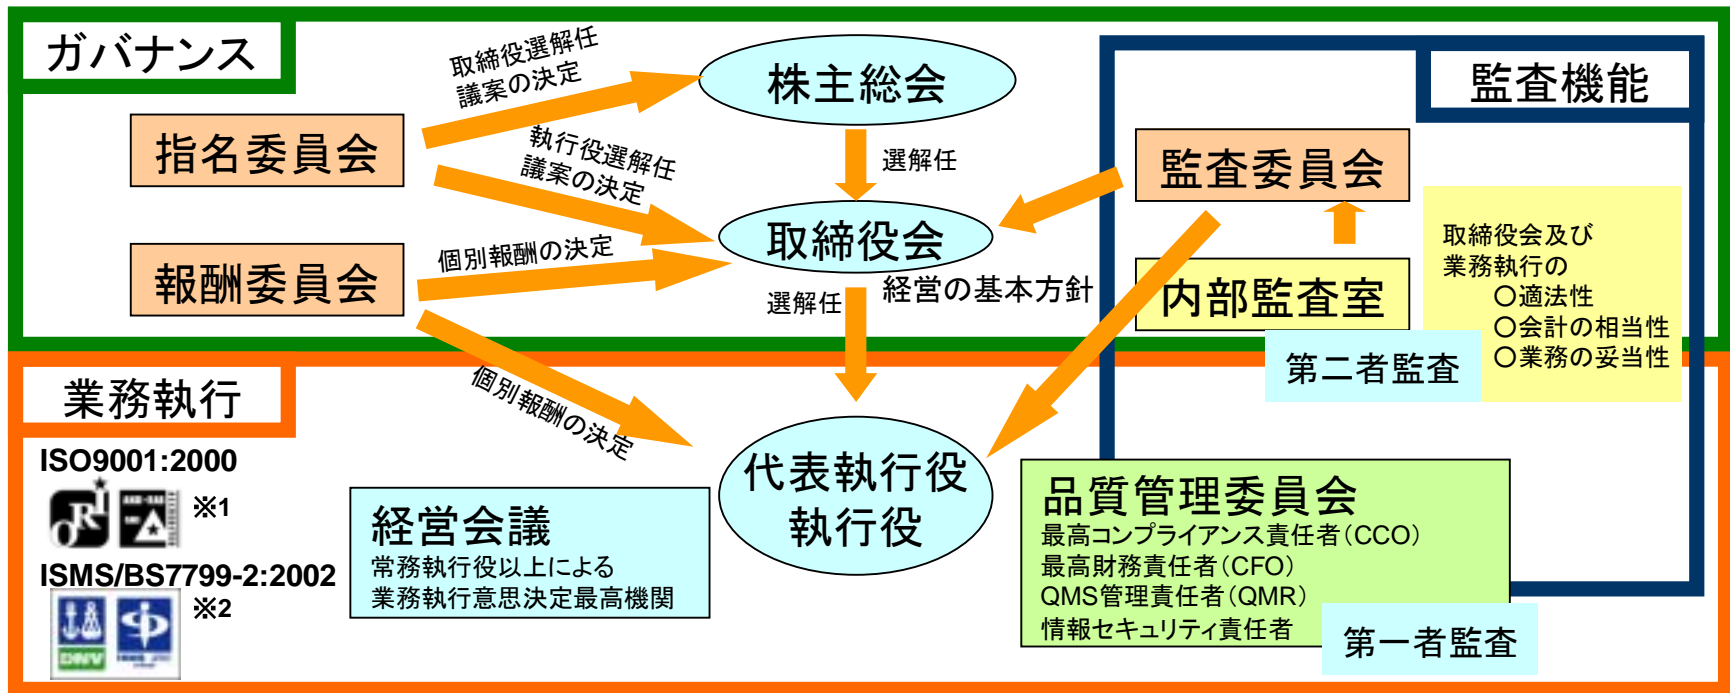 ガバナンス
取締役選解任
議案の決定
株主総会
監査機能
指名委員会
執行役選解任
議案の決定
選解任
監査委員会
取締役会
経営の基本方針
報酬委員会
個別報酬の決定
選解任
内部監査室
取締役会及び
業務執行の
○適法性
○会計の相当性
○業務の妥当性
第二者監査
業務執行
個別報酬の決定
ISO9001:2000
※1
ISMS/BS7799-2:2002
※2
DNV
経営会議
常務執行役以上による
業務執行意思決定最高機関
代表執行役
執行役
品質管理委員会
最高コンプライアンス責任者(CCO)
最高財務責任者(CFO)
QMS管理責任者(QMR)
情報セキュリティ責任者
第一者監査